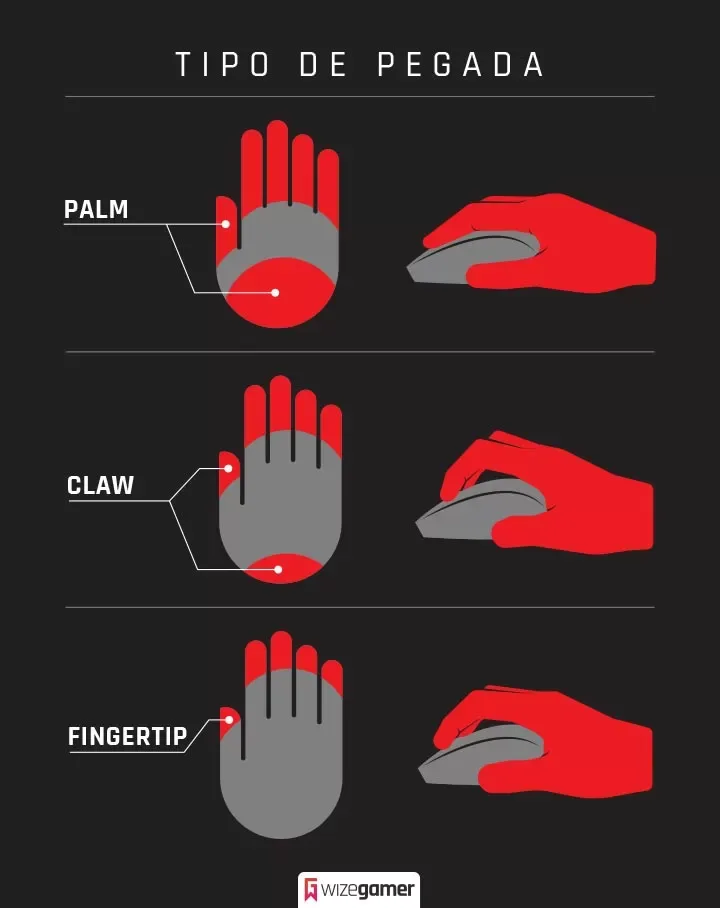 TIPO DE PEGADA
PALM
CLAW
FINGERTIP
wizegamer